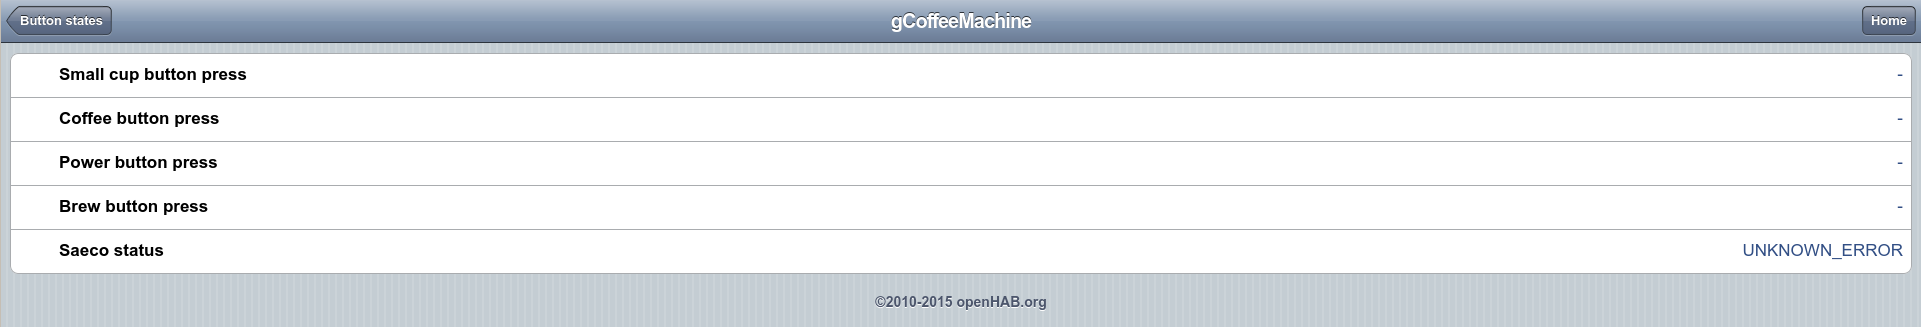 Button states
gCoffeeMachine
Home
Small cup button press -
Coffee button press -
Power button press -
Brew button press -
Saeco status UNKNOWN_ERROR
©2010-2015 openHAB.org